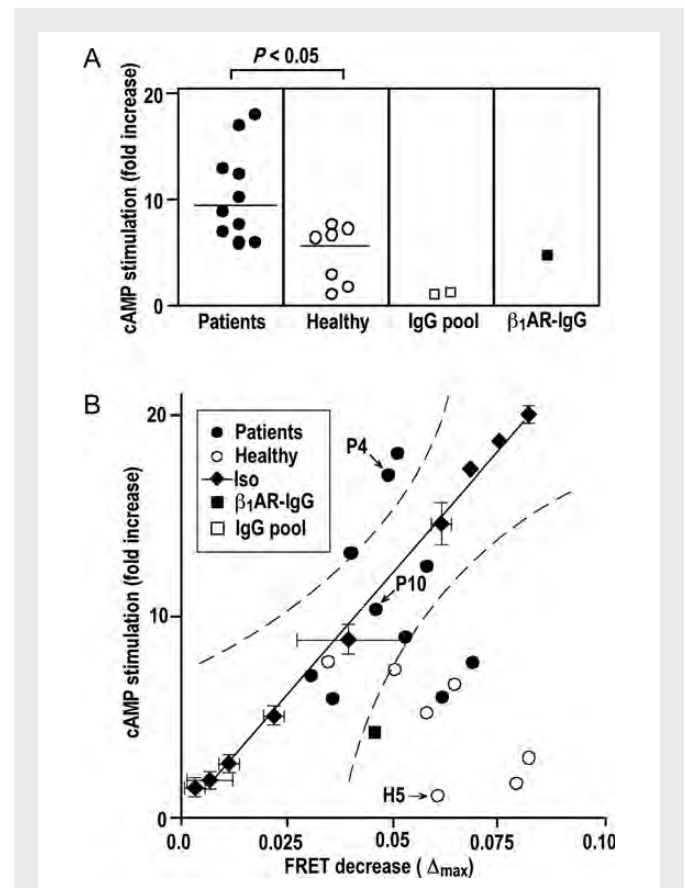 A
P < 0.05
cAMP stimulation (fold increase)
20
10
0
Patients Healthy IgG pool β₁AR-IgG
B
cAMP stimulation (fold increase)
20
10
0
Patients
Healthy
Iso
β₁AR-IgG
IgG pool
P4
P10
H5
0.0 0.025 0.05 0.075 0.10
FRET decrease ( Δmax)